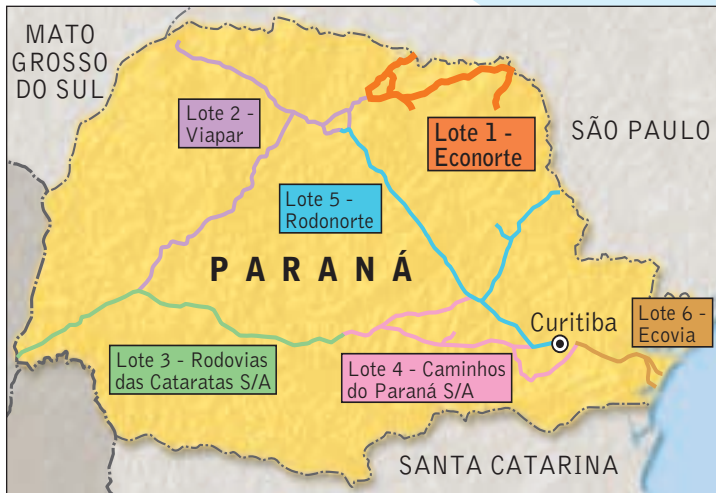 MATO
GROSSO
DO SUL
Lote 2 -
Viapar
Lote 1 -
Econorte
SÃO PAULO
Lote 5 -
Rodonorte
PARANÁ
Curitiba
Lote 6 -
Ecovia
Lote 3 - Rodovias
das Cataratas S/A
Lote 4 - Caminhos
do Paraná S/A
SANTA CATARINA